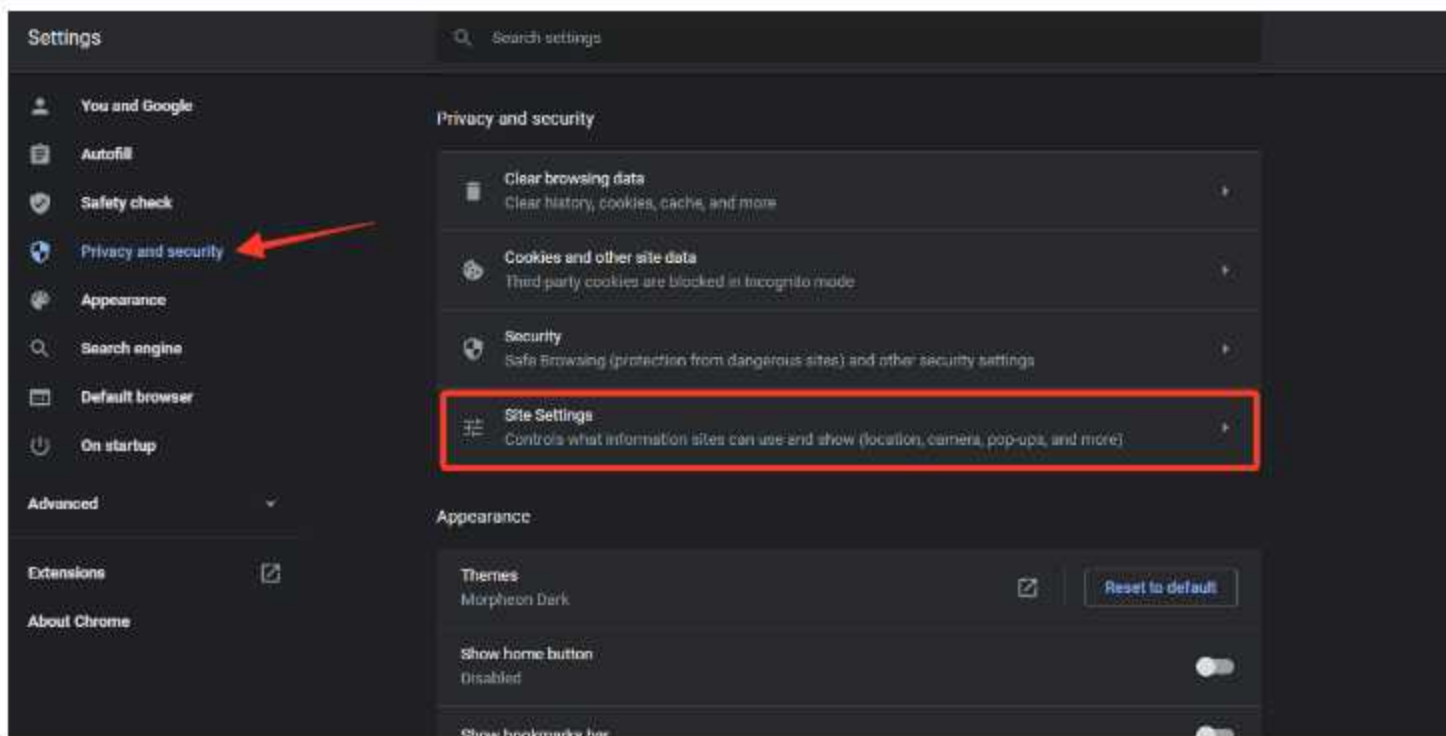 Settings
Search settings
You and Google
Autofill
Safety check
Privacy and security
Appearance
Search engine
Default browser
On startup
Advanced
Extensions
About Chrome
Privacy and security
Clear browsing data
Clear history, cookies, cache, and more
Cookies and other site data
Third-party cookies are blocked in Incognito mode
Security
Safe Browsing (protection from dangerous sites) and other security settings
Site Settings
Controls what information sites can use and show (location, camera, pop-ups, and more)
Appearance
Themes
Morpheon Dark
Reset to default
Show home button
Disabled
Show bookmarks bar